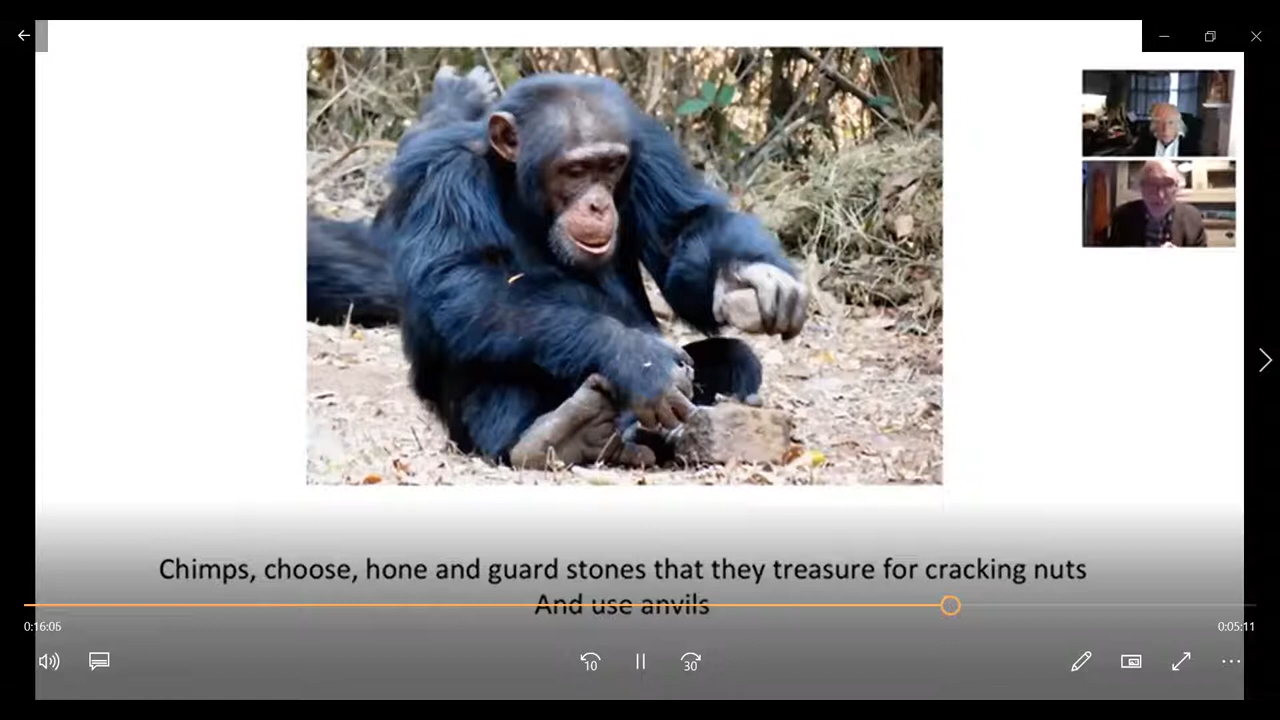 Chimps, choose, hone and guard stones that they treasure for cracking nuts
And use anvils
0:16:05
0:05:11
10
30